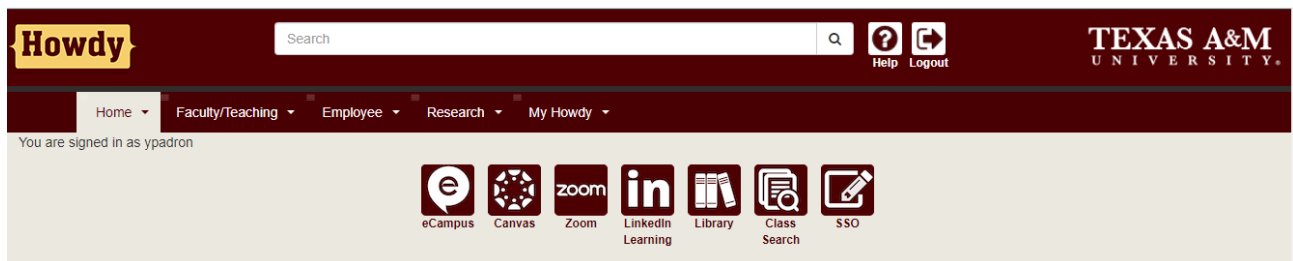 Howdy
Search
Help Logout
TEXAS A&M
UNIVERSITY®
Home Faculty/Teaching Employee Research My Howdy
You are signed in as ypadron
e zoom in
eCampus Canvas Zoom LinkedIn Learning Library Class Search SSO